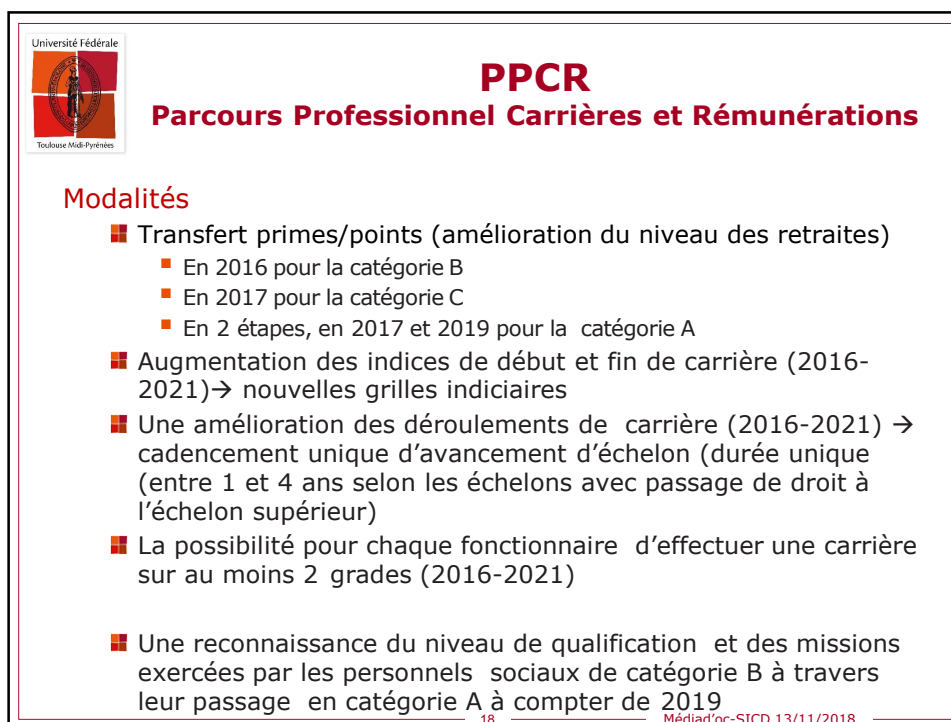 Université Fédérale
Toulouse Midi-Pyrénées
PPCR
Parcours Professionnel Carrières et Rémunérations
Modalités
Transfert primes/points (amélioration du niveau des retraites)
En 2016 pour la catégorie B
En 2017 pour la catégorie C
En 2 étapes, en 2017 et 2019 pour la catégorie A
Augmentation des indices de début et fin de carrière (2016-
2021)→ nouvelles grilles indiciaires
Une amélioration des déroulements de carrière (2016-2021) →
cadencement unique d’avancement d’échelon (durée unique
(entre 1 et 4 ans selon les échelons avec passage de droit à
l’échelon supérieur)
La possibilité pour chaque fonctionnaire d’effectuer une carrière
sur au moins 2 grades (2016-2021)
Une reconnaissance du niveau de qualification et des missions
exercées par les personnels sociaux de catégorie B à travers
leur passage en catégorie A à compter de 2019
18
Médiad’oc-SICD 13/11/2018